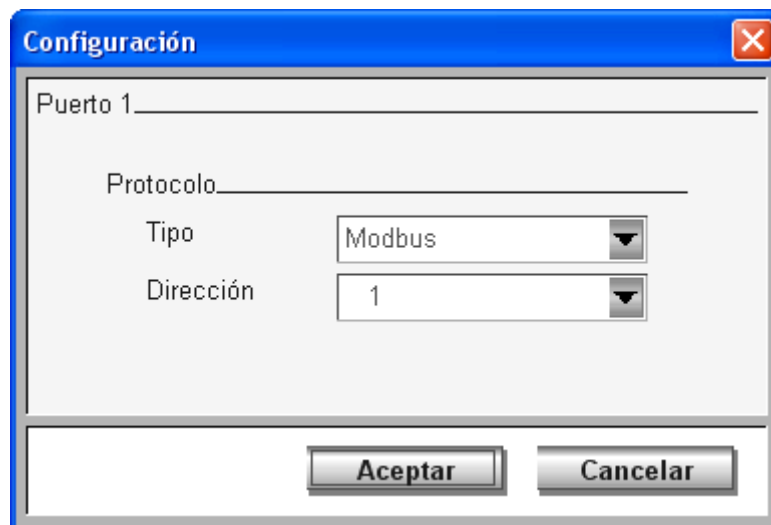 Configuración
Puerto 1
Protocolo
Tipo Modbus
Dirección 1
Aceptar Cancelar